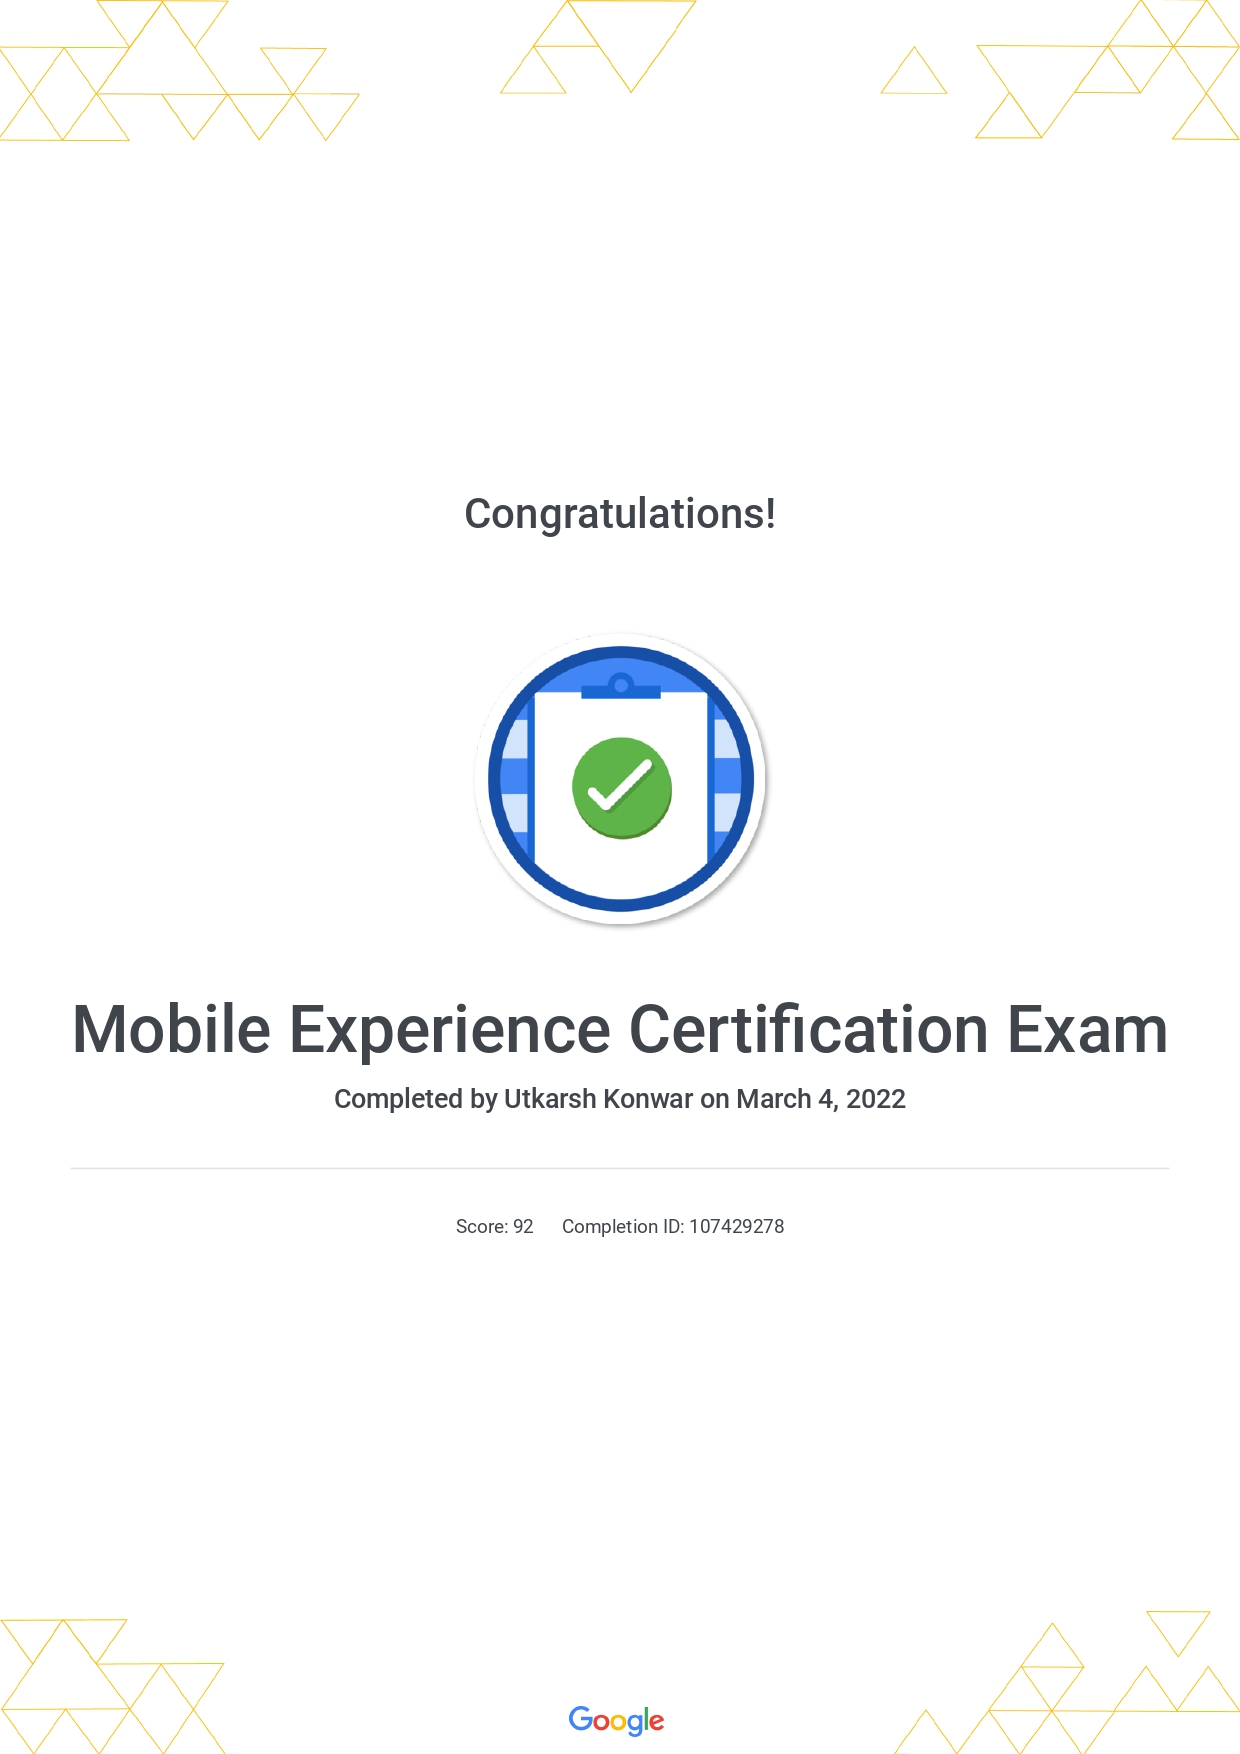 Congratulations!
Mobile Experience Certification Exam
Completed by Utkarsh Konwar on March 4, 2022
Score: 92 Completion ID: 107429278
Google